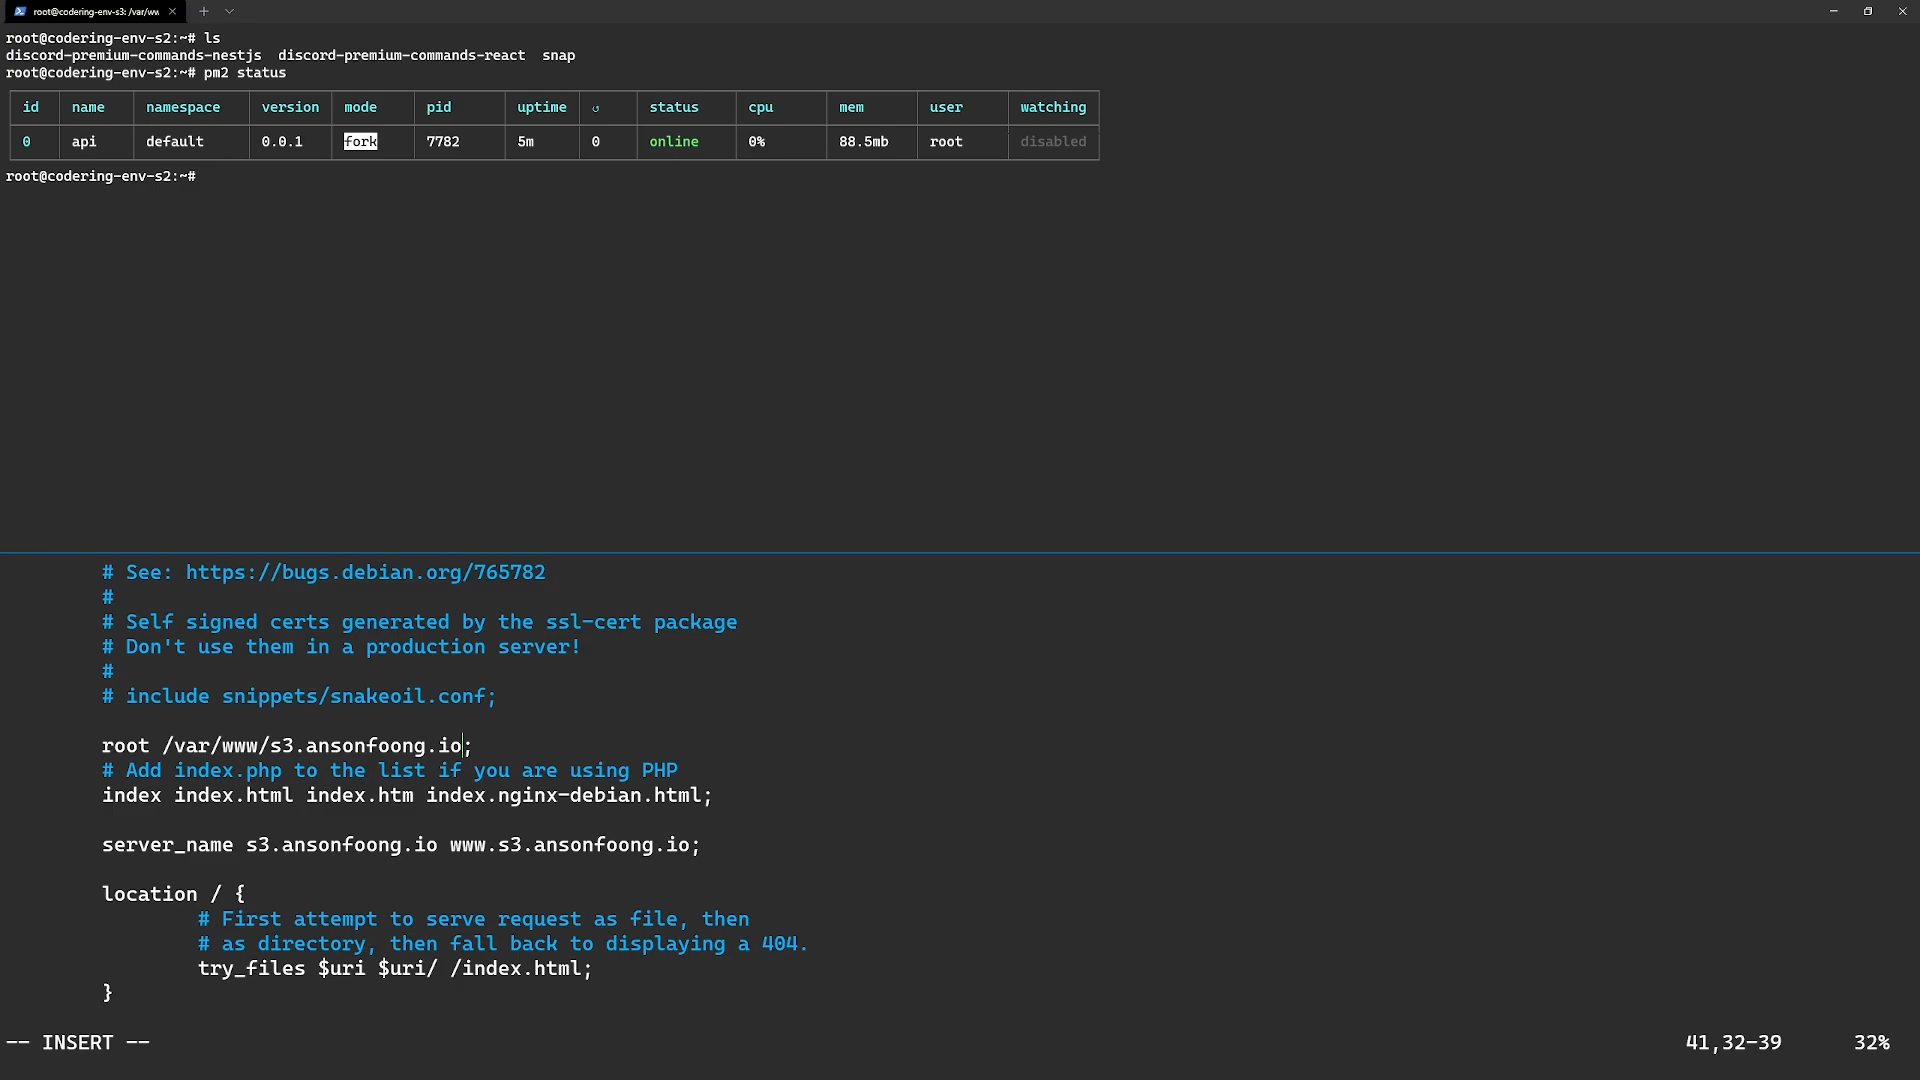 root@codering-env-s3: /var/ww
root@codering-env-s2:~# ls
discord-premium-commands-nestjs  discord-premium-commands-react  snap
root@codering-env-s2:~# pm2 status
id name namespace version mode pid uptime ↺ status cpu mem user watching
0 api default 0.0.1 fork 7782 5m 0 online 0% 88.5mb root disabled
root@codering-env-s2:~#
# See: https://bugs.debian.org/765782
#
# Self signed certs generated by the ssl-cert package
# Don't use them in a production server!
#
# include snippets/snakeoil.conf;
root /var/www/s3.ansonfoong.io;
# Add index.php to the list if you are using PHP
index index.html index.htm index.nginx-debian.html;
server_name s3.ansonfoong.io www.s3.ansonfoong.io;
location / {
# First attempt to serve request as file, then
# as directory, then fall back to displaying a 404.
try_files $uri $uri/ /index.html;
}
-- INSERT -- 41,32-39 32%